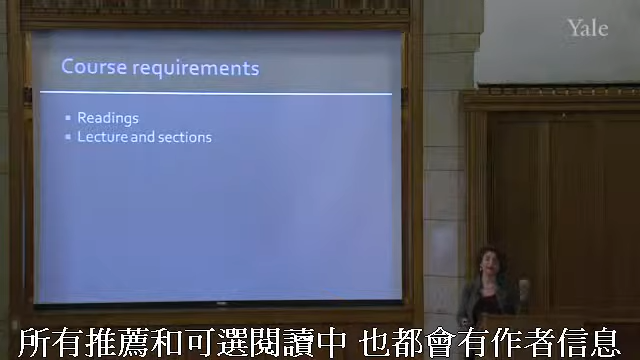 Yale
Course requirements
Readings
Lecture and sections
所有推薦和可選閱讀中 也都會有作者信息